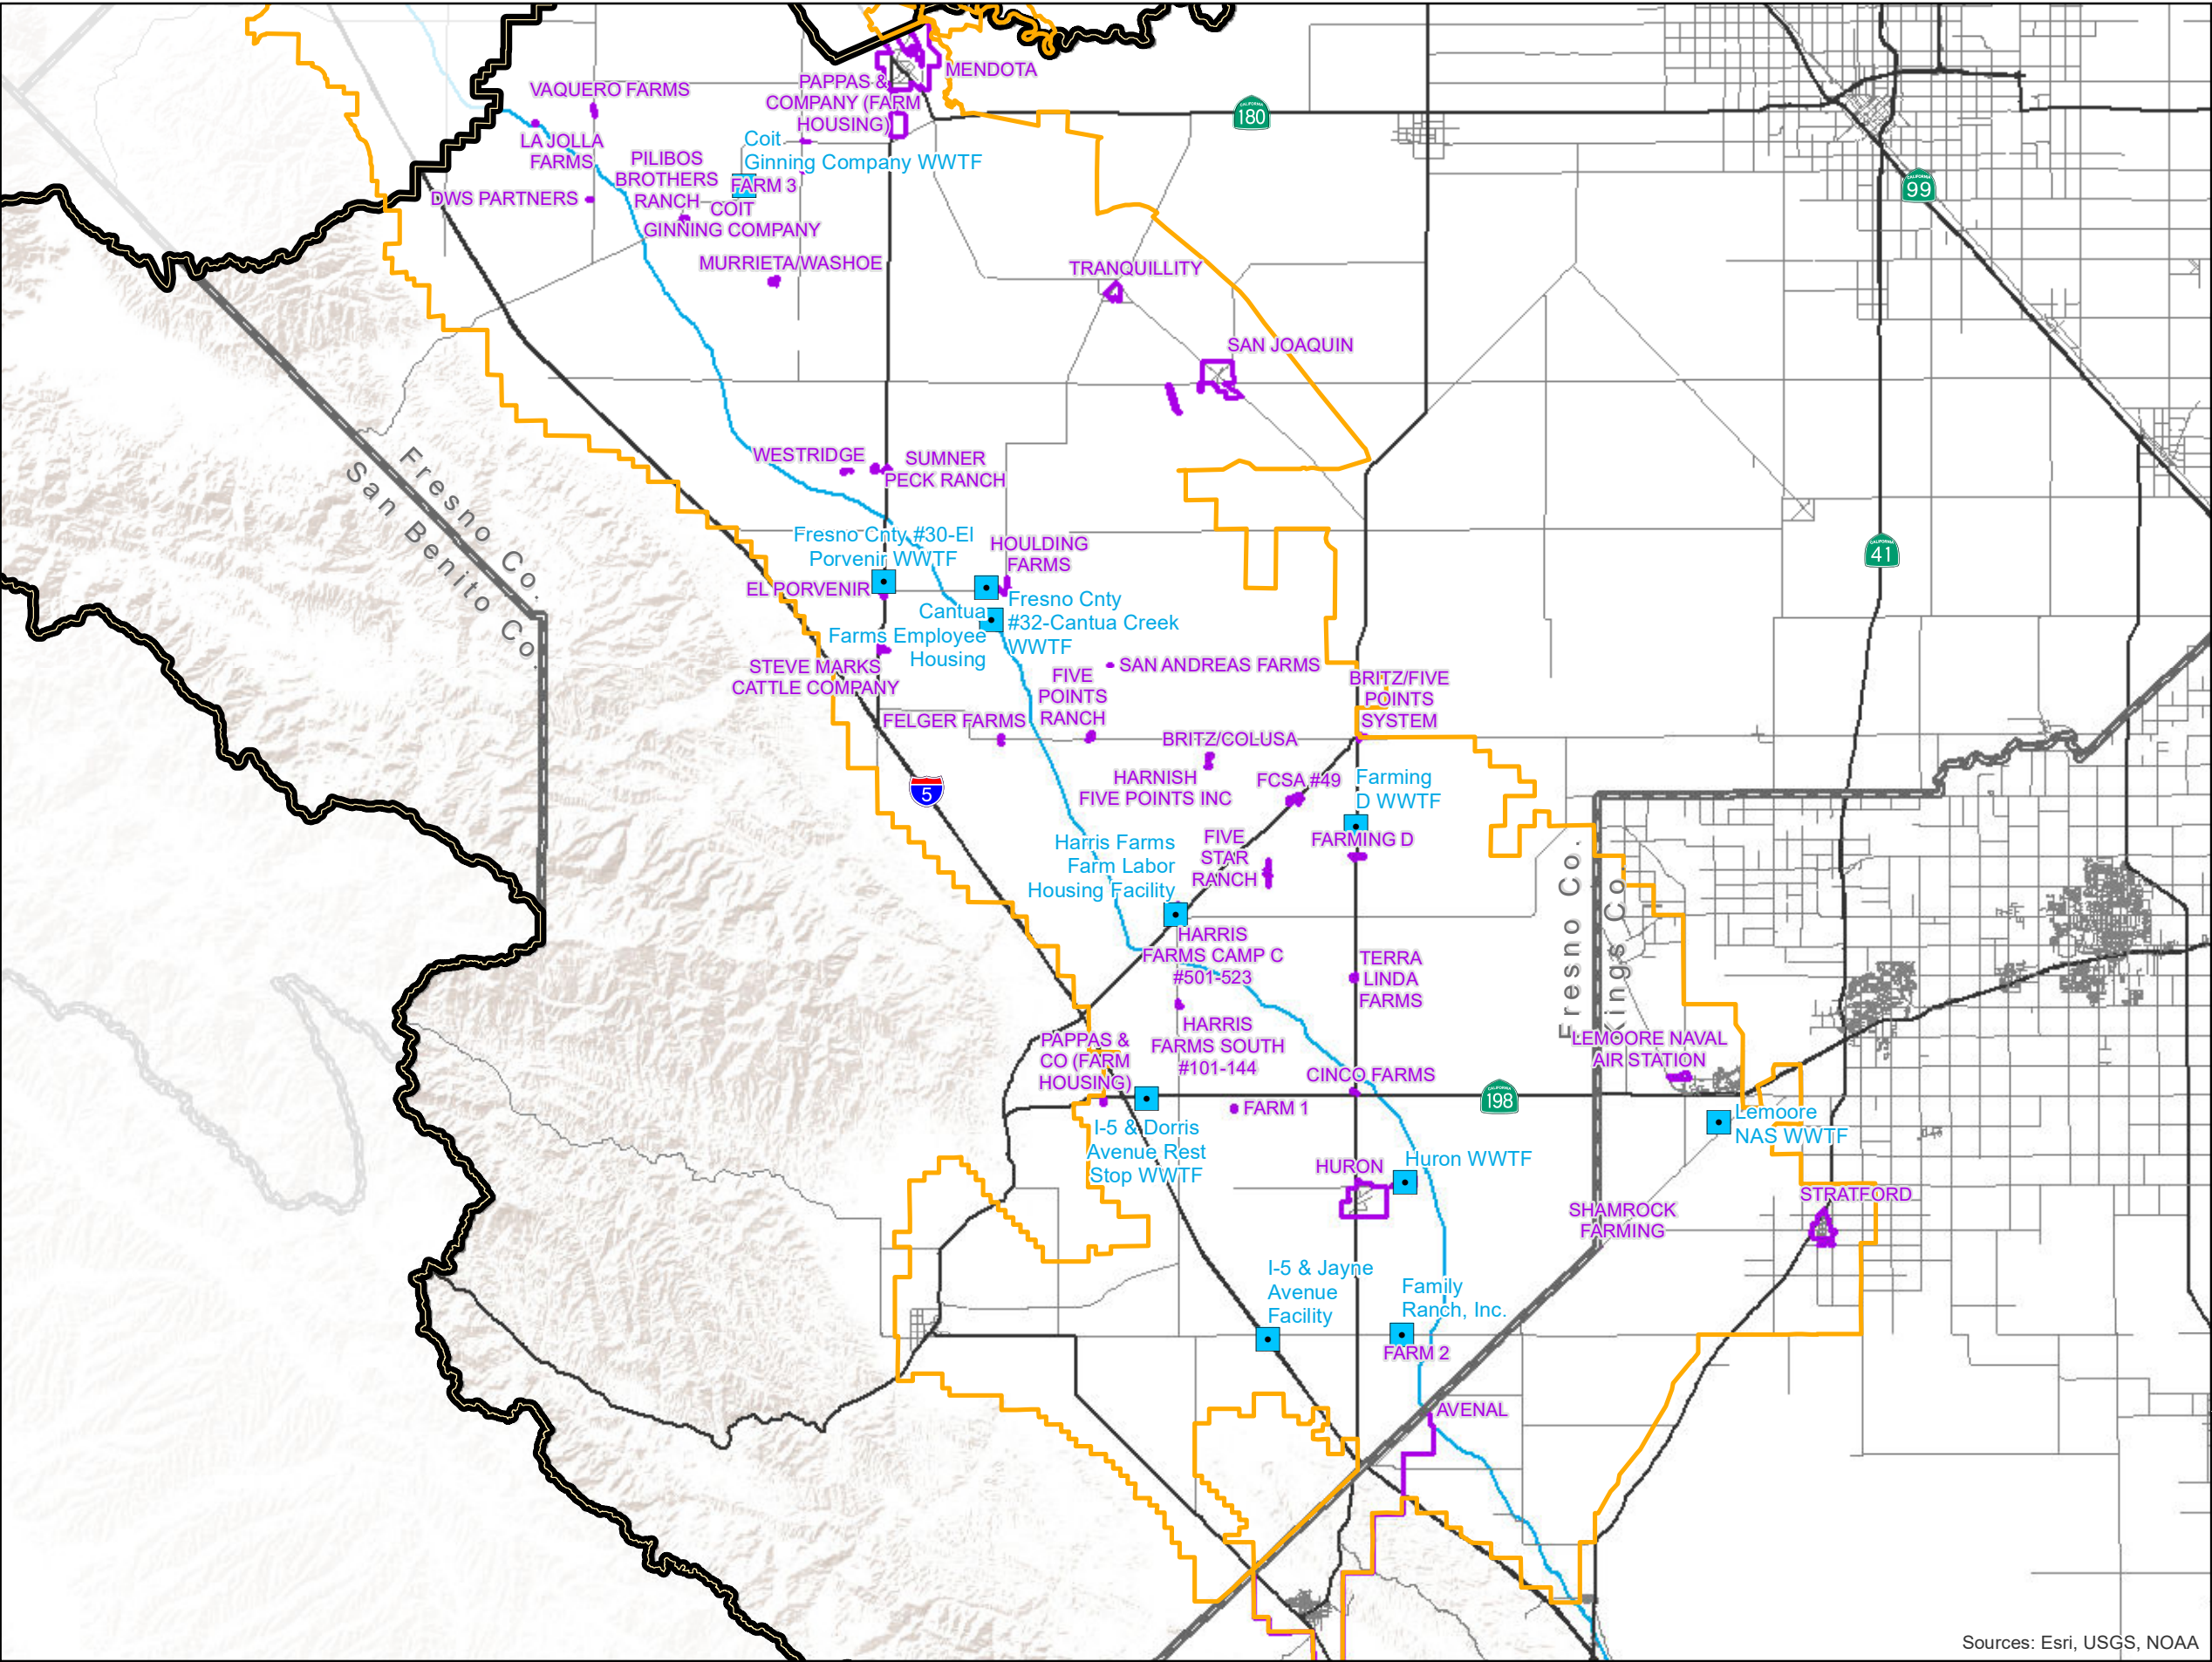 MENDOTA
VAQUERO FARMS
PAPPAS &
COMPANY (FARM
HOUSING)
CALIFORNIA
180
LA JOLLA
FARMS
Coit
Ginning Company WWTF
PILIBOS
BROTHERS
RANCH
FARM 3
DWS PARTNERS
COIT
GINNING COMPANY
CALIFORNIA
99
MURRIETA/WASHOE
TRANQUILLITY
SAN JOAQUIN
WESTRIDGE
SUMNER
PECK RANCH
Fresno Co.
San Benito Co.
Fresno Cnty #30-El
Porvenir WWTF
HOULDING
FARMS
CALIFORNIA
41
EL PORVENIR
Fresno Cnty
#32-Cantua Creek
WWTF
Cantua
Farms Employee
Housing
STEVE MARKS
CATTLE COMPANY
SAN ANDREAS FARMS
FIVE
POINTS
RANCH
BRITZ/FIVE
POINTS
SYSTEM
FELGER FARMS
BRITZ/COLUSA
HARNISH
FIVE POINTS INC
FCSA #49
Farming
D WWTF
5
FARMING D
FIVE
STAR
RANCH
Harris Farms
Farm Labor
Housing Facility
HARRIS
FARMS CAMP C
#501-523
TERRA
LINDA
FARMS
Fresno Co.
Kings Co.
HARRIS
FARMS SOUTH
#101-144
PAPPAS &
CO (FARM
HOUSING)
LEMOORE NAVAL
AIR STATION
CINCO FARMS
FARM 1
CALIFORNIA
198
Lemoore
NAS WWTF
I-5 & Dorris
Avenue Rest
Stop WWTF
HURON
Huron WWTF
STRATFORD
SHAMROCK
FARMING
I-5 & Jayne
Avenue
Facility
Family
Ranch, Inc.
FARM 2
AVENAL
Sources: Esri, USGS, NOAA